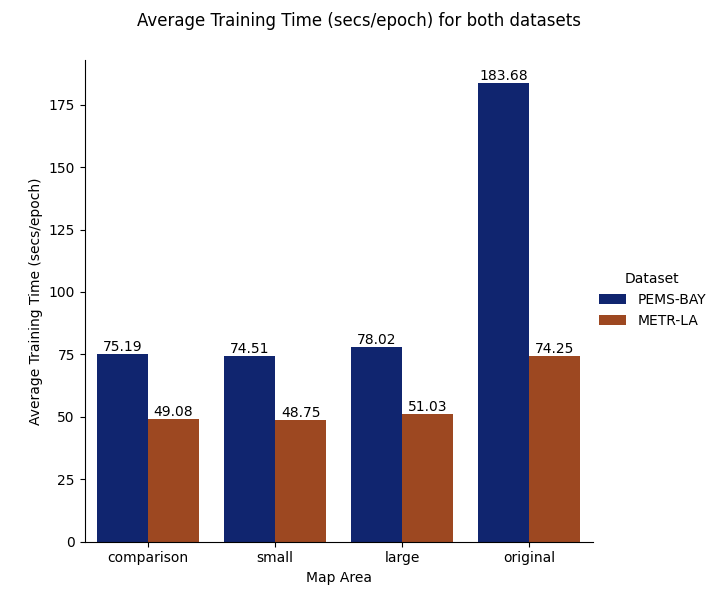 Average Training Time (secs/epoch) for both datasets
Average Training Time (secs/epoch)
175
150
125
100
75
50
25
0
75.19
49.08
74.51
48.75
78.02
51.03
183.68
74.25
comparison
small
large
original
Map Area
Dataset
PEMS-BAY
METR-LA